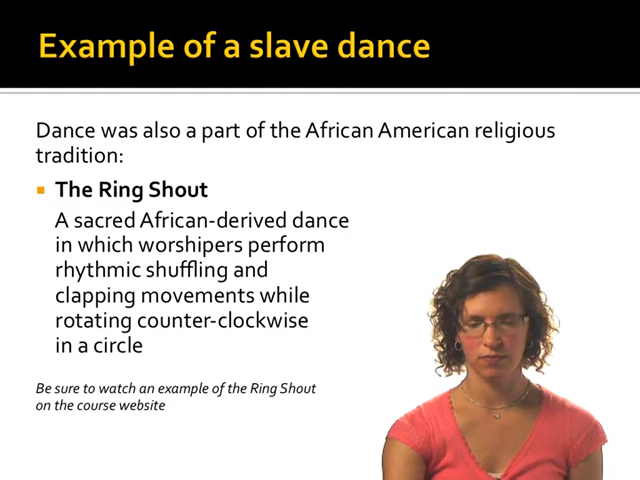 Example of a slave dance
Dance was also a part of the African American religious
tradition:
The Ring Shout
A sacred African-derived dance
in which worshipers perform
rhythmic shuffling and
clapping movements while
rotating counter-clockwise
in a circle
Be sure to watch an example of the Ring Shout
on the course website